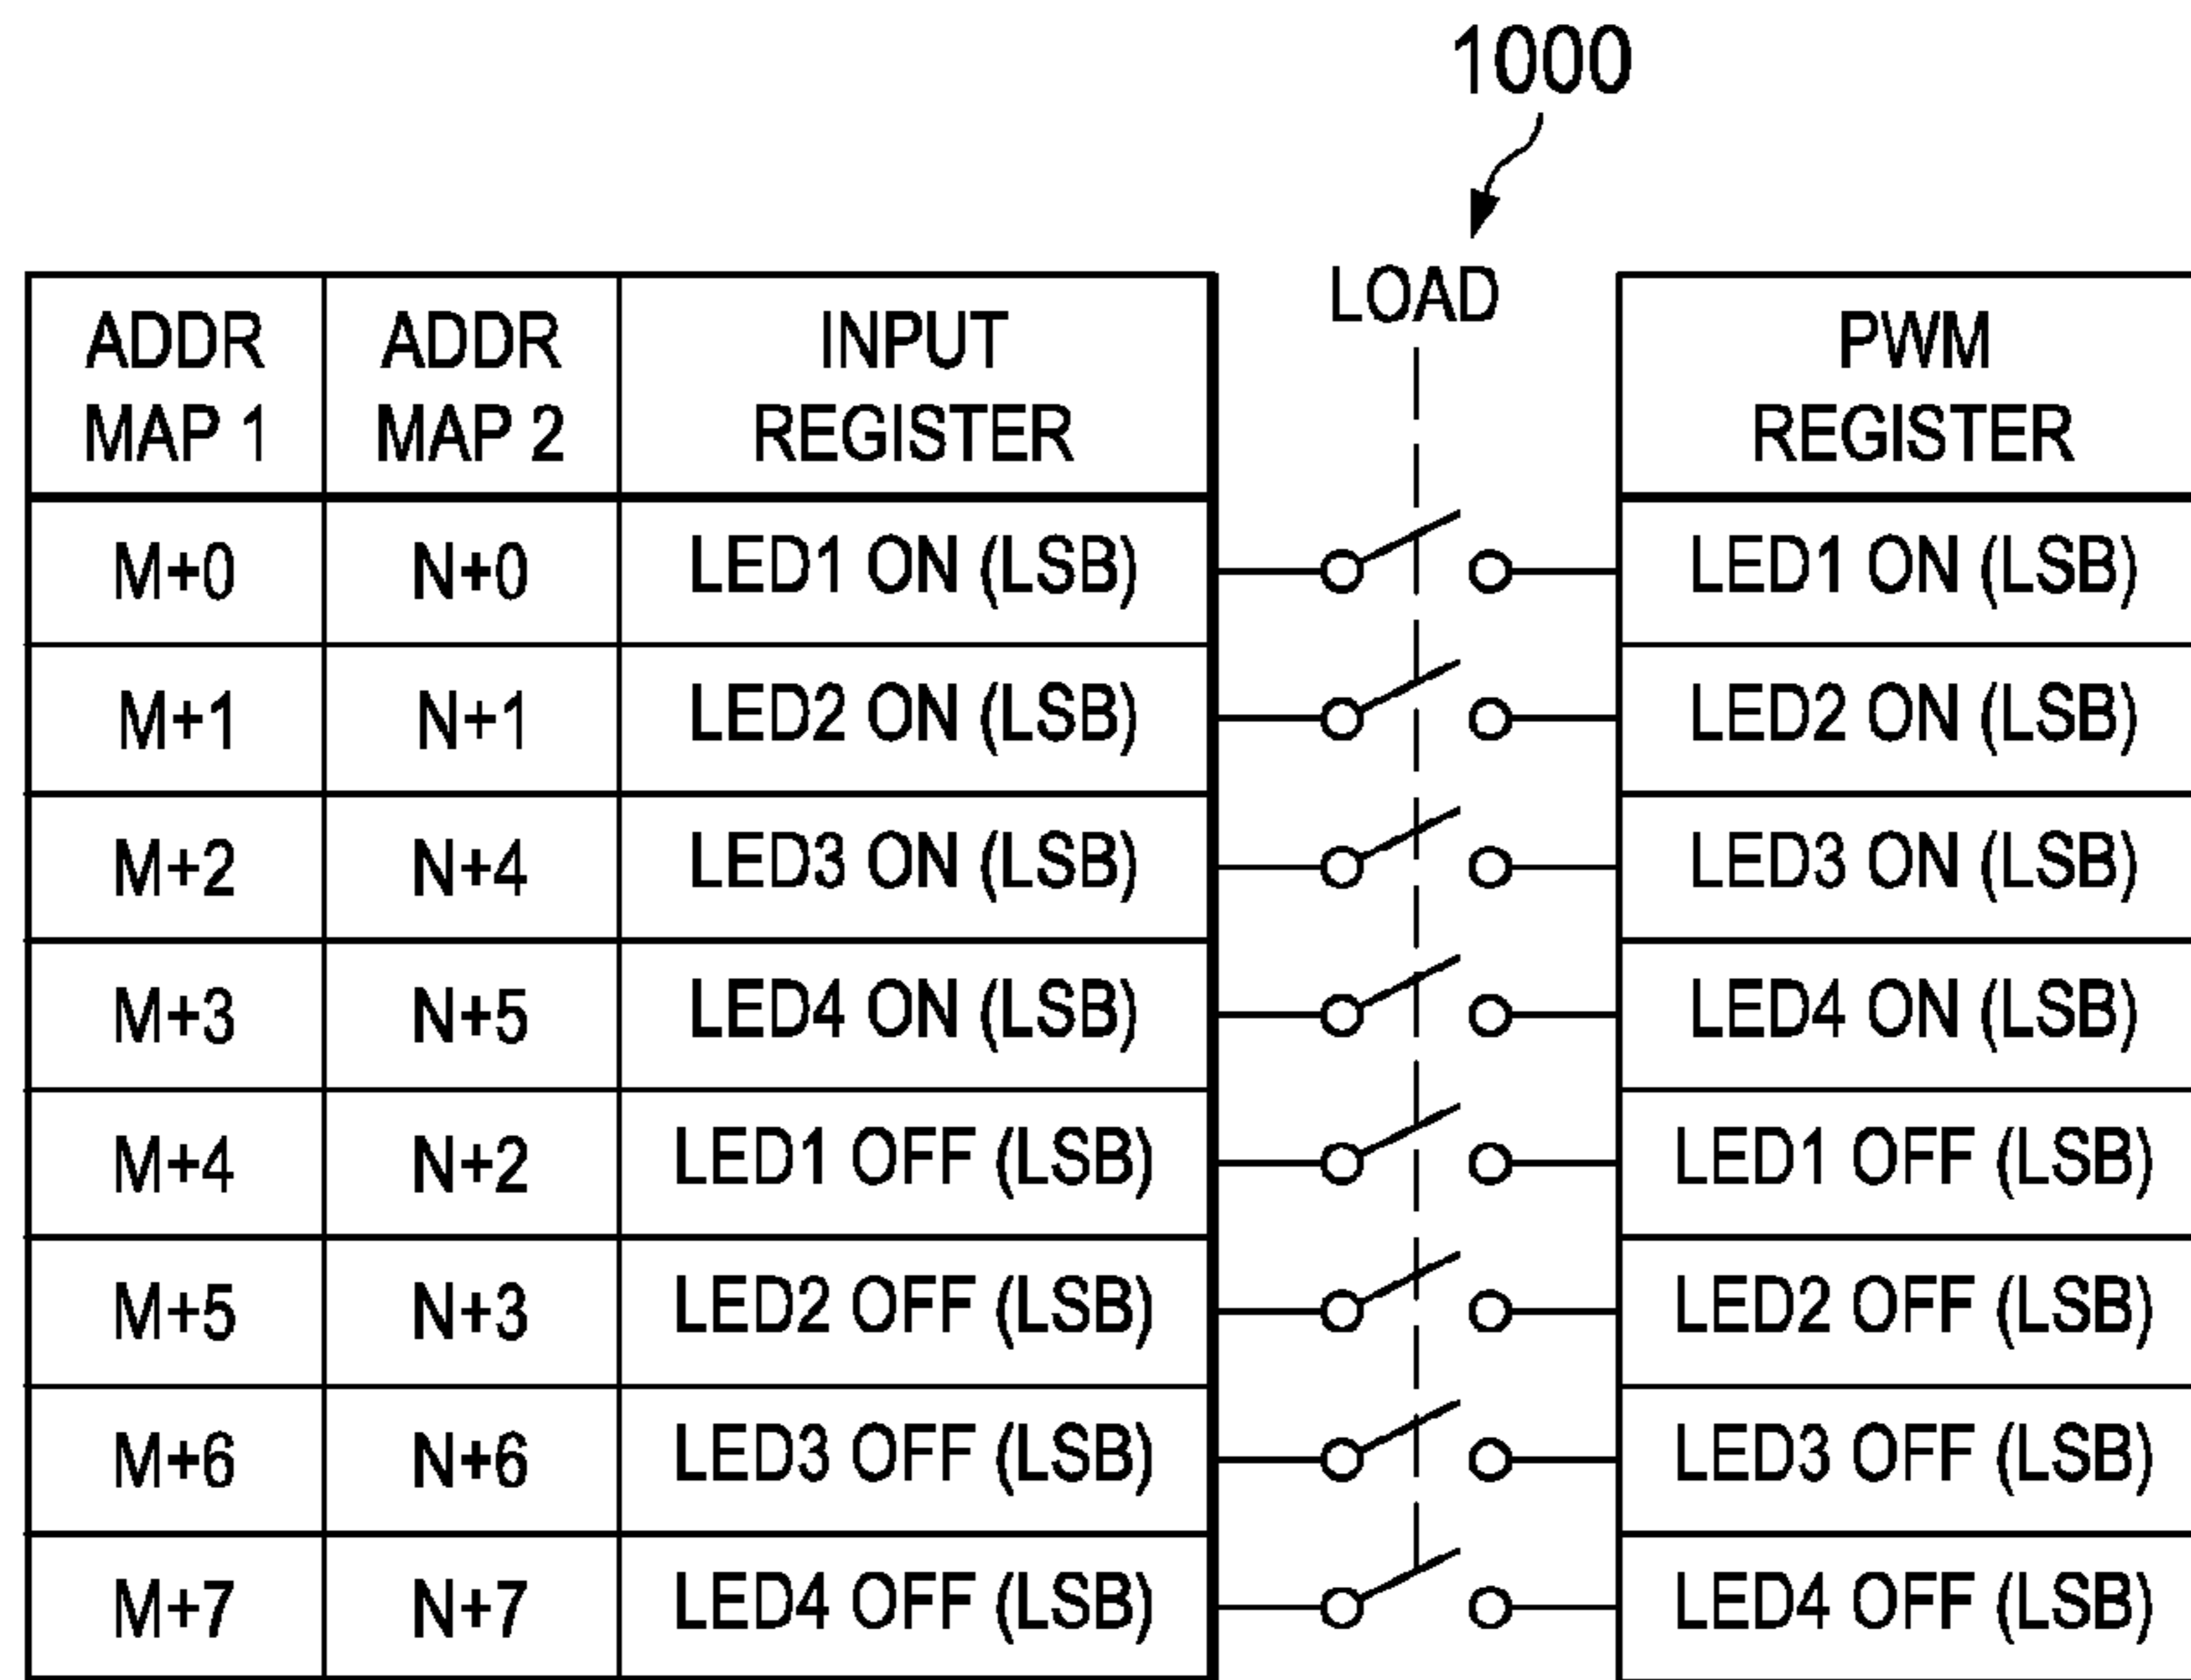 1000
LOAD
ADDR MAP 1 ADDR MAP 2 INPUT REGISTER PWM REGISTER
M+0 N+0 LED1 ON (LSB) LED1 ON (LSB)
M+1 N+1 LED2 ON (LSB) LED2 ON (LSB)
M+2 N+4 LED3 ON (LSB) LED3 ON (LSB)
M+3 N+5 LED4 ON (LSB) LED4 ON (LSB)
M+4 N+2 LED1 OFF (LSB) LED1 OFF (LSB)
M+5 N+3 LED2 OFF (LSB) LED2 OFF (LSB)
M+6 N+6 LED3 OFF (LSB) LED3 OFF (LSB)
M+7 N+7 LED4 OFF (LSB) LED4 OFF (LSB)